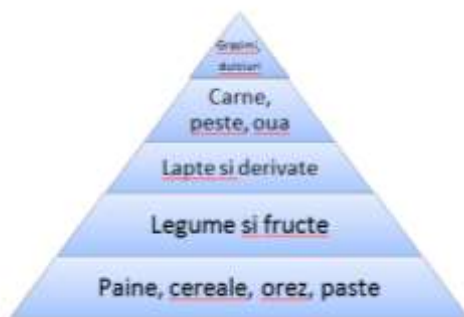 Grasimi,
dulciuri
Carne,
peste, oua
Lapte si derivate
Legume si fructe
Paine, cereale, orez, paste